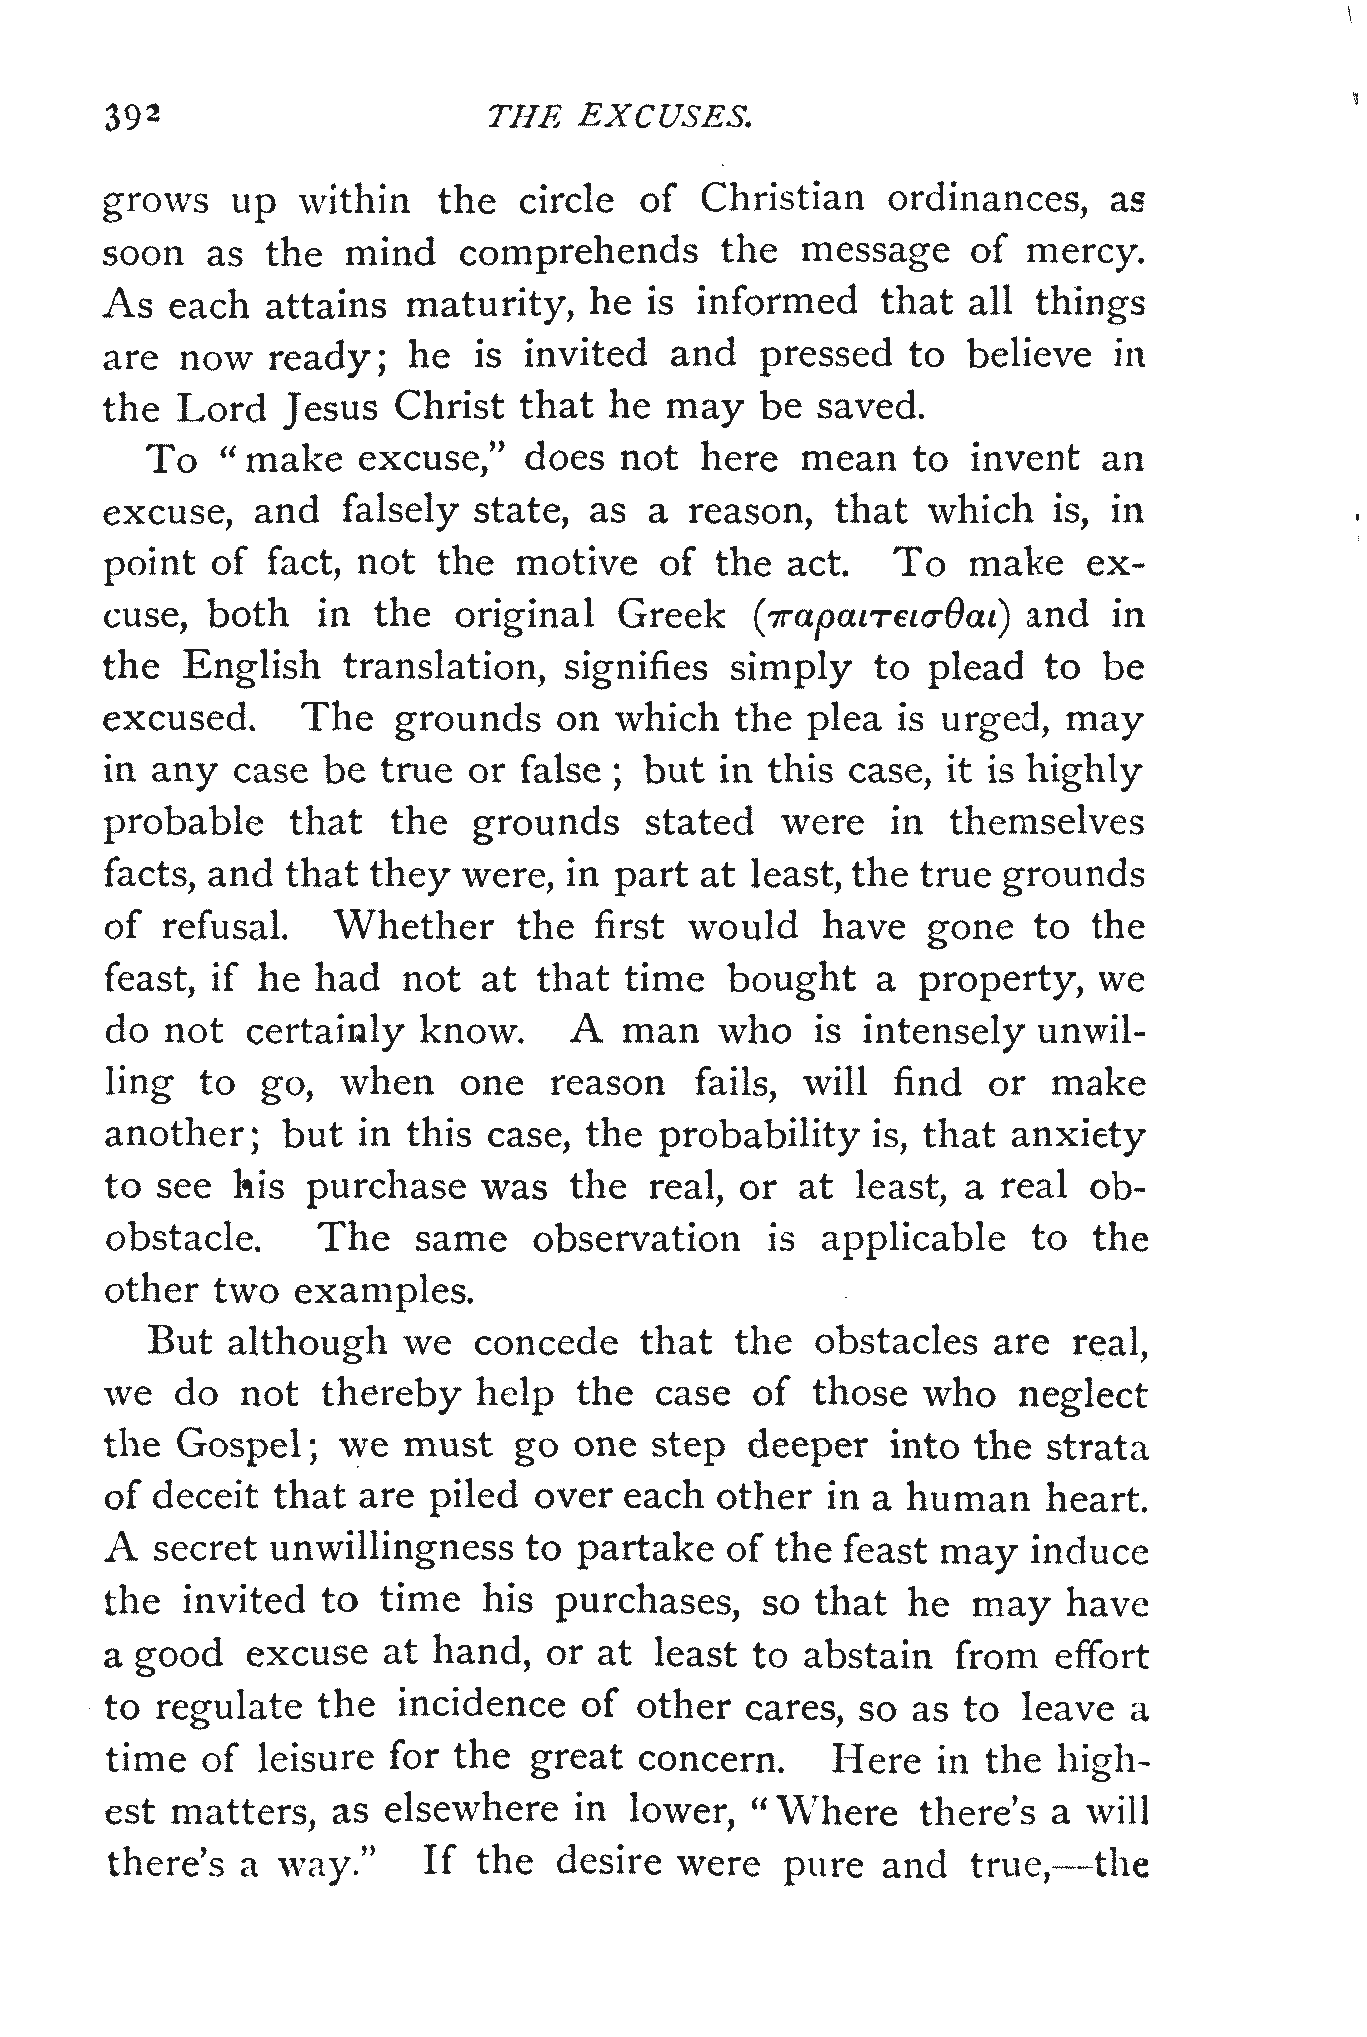 392 THE EXCUSES.
grows up within the circle of Christian ordinances, as
soon as the mind comprehends the message of mercy.
As each attains maturity, he is informed that all things
are now ready; he is invited and pressed to believe in
the Lord Jesus Christ that he may be saved.
To “make excuse,” does not here mean to invent an
excuse, and falsely state, as a reason, that which is, in
point of fact, not the motive of the act. To make ex-
cuse, both in the original Greek (παραιτεισθαι) and in
the English translation, signifies simply to plead to be
excused. The grounds on which the plea is urged, may
in any case be true or false ; but in this case, it is highly
probable that the grounds stated were in themselves
facts, and that they were, in part at least, the true grounds
of refusal. Whether the first would have gone to the
feast, if he had not at that time bought a property, we
do not certainly know. A man who is intensely unwil-
ling to go, when one reason fails, will find or make
another; but in this case, the probability is, that anxiety
to see his purchase was the real, or at least, a real ob-
obstacle. The same observation is applicable to the
other two examples.
But although we concede that the obstacles are real,
we do not thereby help the case of those who neglect
the Gospel; we must go one step deeper into the strata
of deceit that are piled over each other in a human heart.
A secret unwillingness to partake of the feast may induce
the invited to time his purchases, so that he may have
a good excuse at hand, or at least to abstain from effort
to regulate the incidence of other cares, so as to leave a
time of leisure for the great concern. Here in the high-
est matters, as elsewhere in lower, “Where there’s a will
there’s a way.” If the desire were pure and true,—the